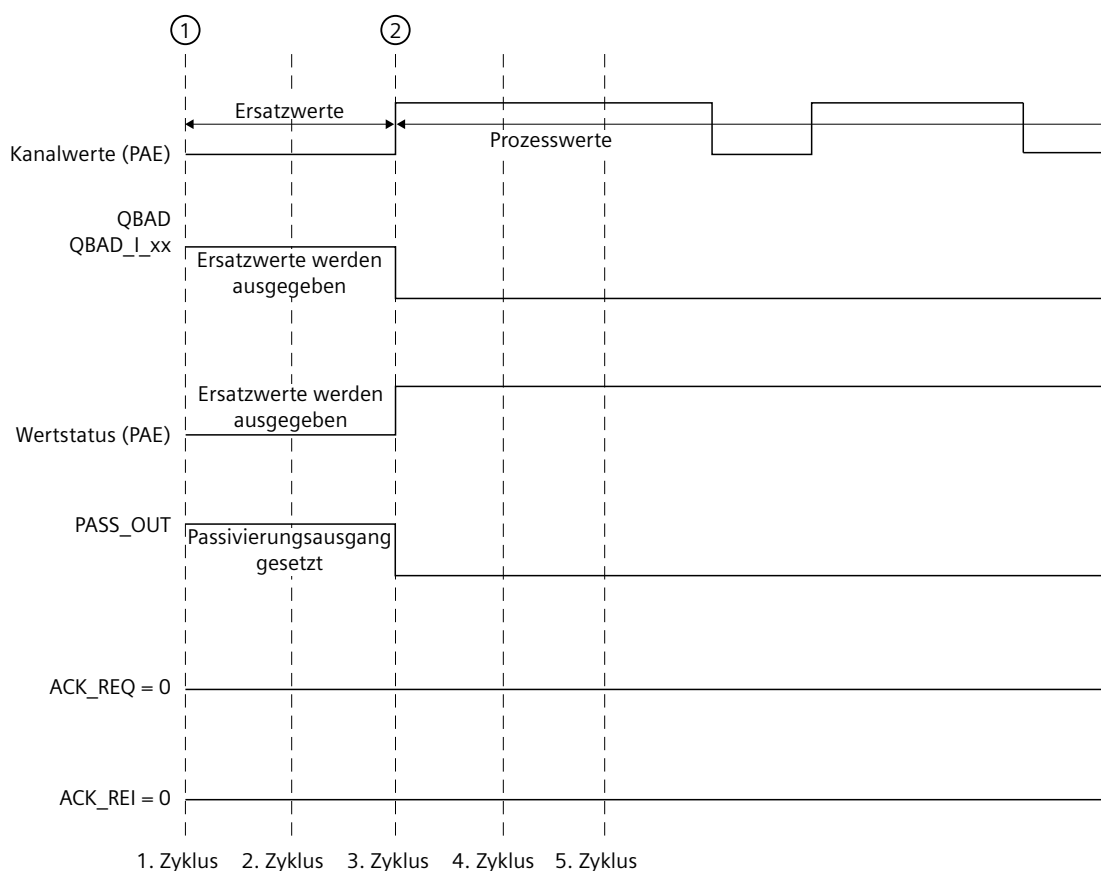 1 2
Ersatzwerte
Prozesswerte
Kanalwerte (PAE)
QBAD
QBAD_I_xx
Ersatzwerte werden
ausgegeben
Ersatzwerte werden
ausgegeben
Wertstatus (PAE)
PASS_OUT
Passivierungsausgang
gesetzt
ACK_REQ = 0
ACK_REI = 0
1. Zyklus 2. Zyklus 3. Zyklus 4. Zyklus 5. Zyklus